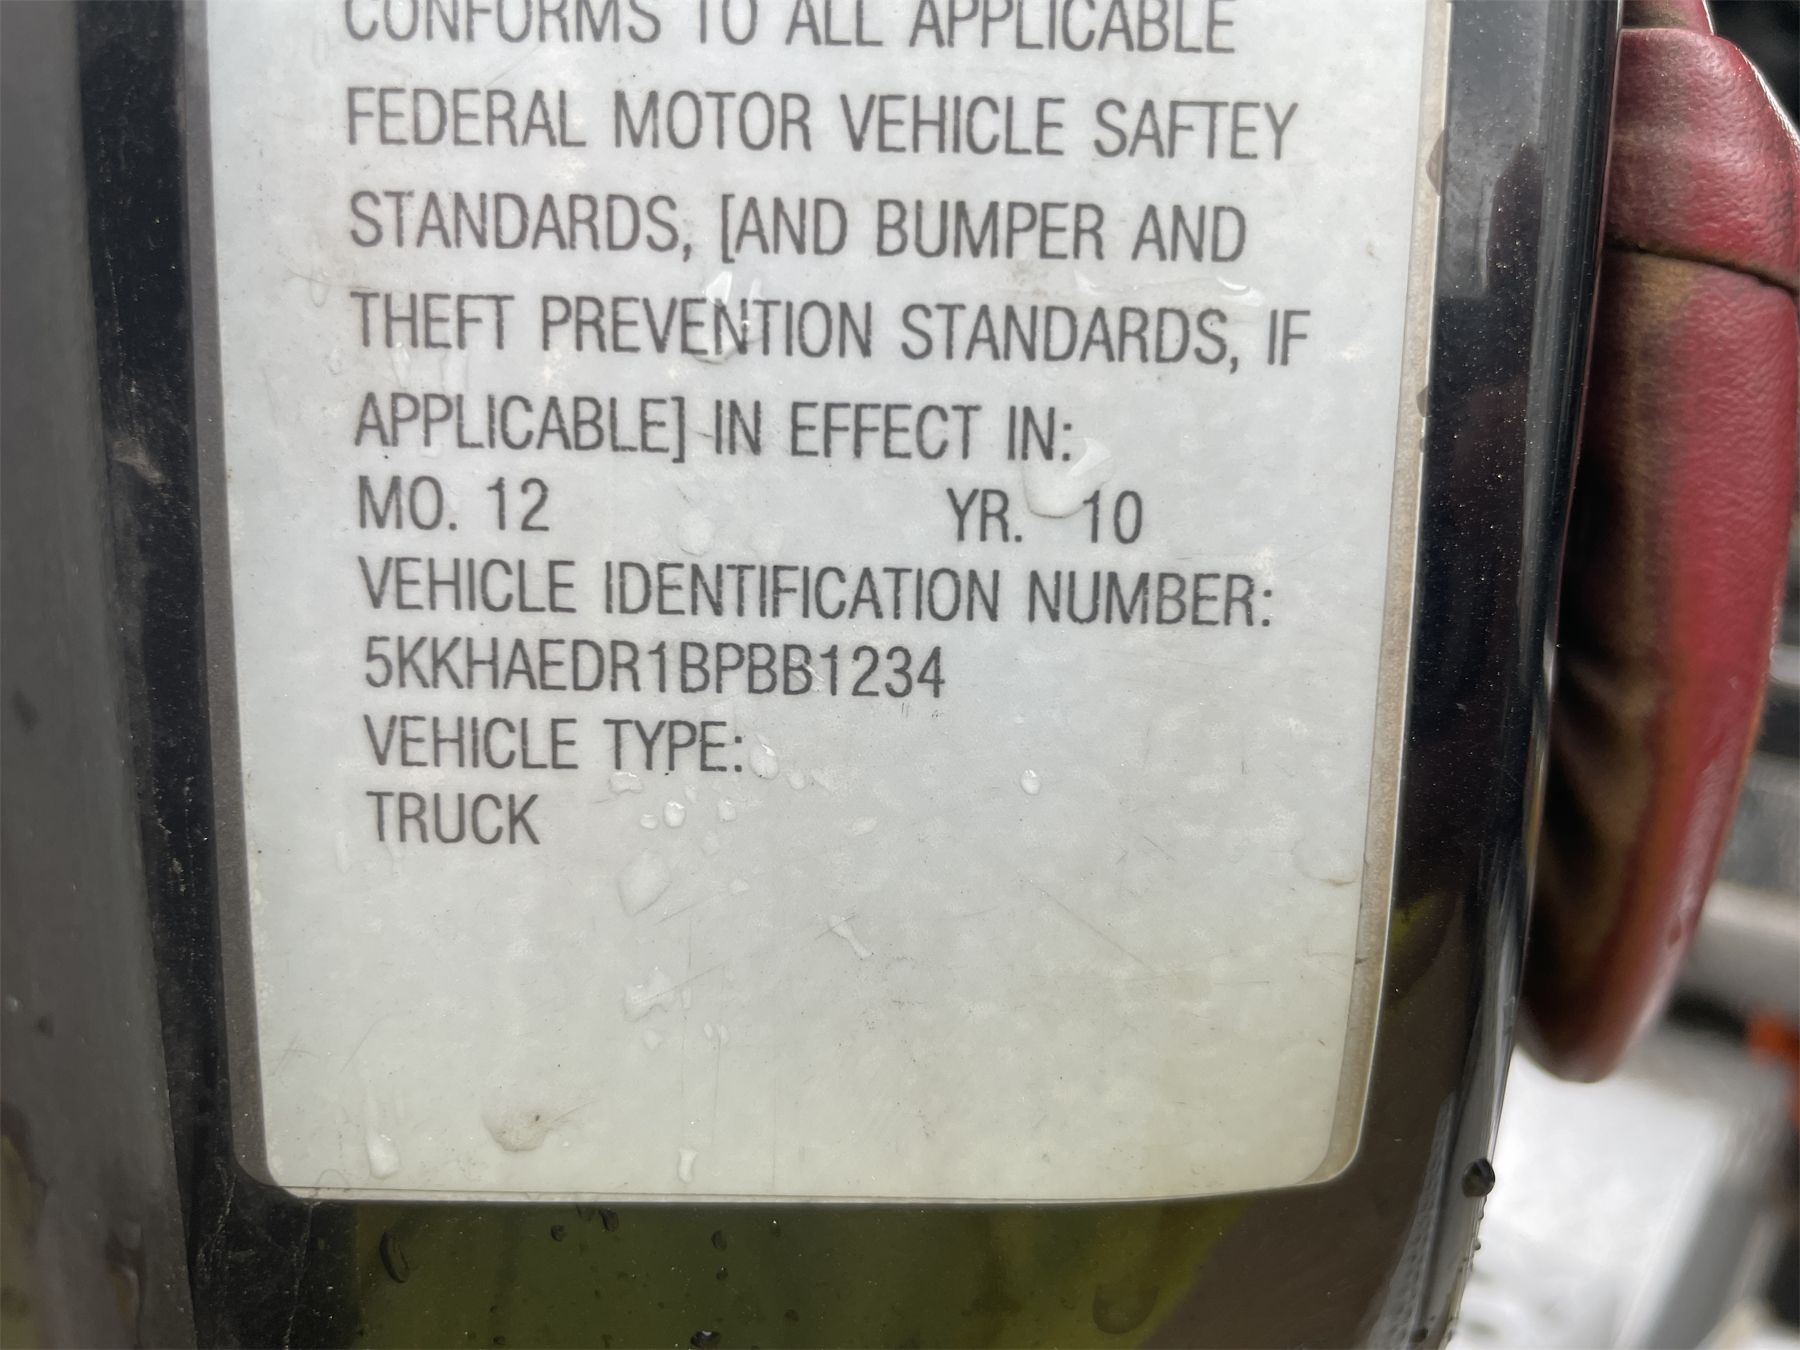 CONFORMS TO ALL APPLICABLE
FEDERAL MOTOR VEHICLE SAFTEY
STANDARDS, [AND BUMPER AND
THEFT PREVENTION STANDARDS, IF
APPLICABLE] IN EFFECT IN:
MO. 12 YR. 10
VEHICLE IDENTIFICATION NUMBER:
5KKHAEDR1BPBB1234
VEHICLE TYPE:
TRUCK